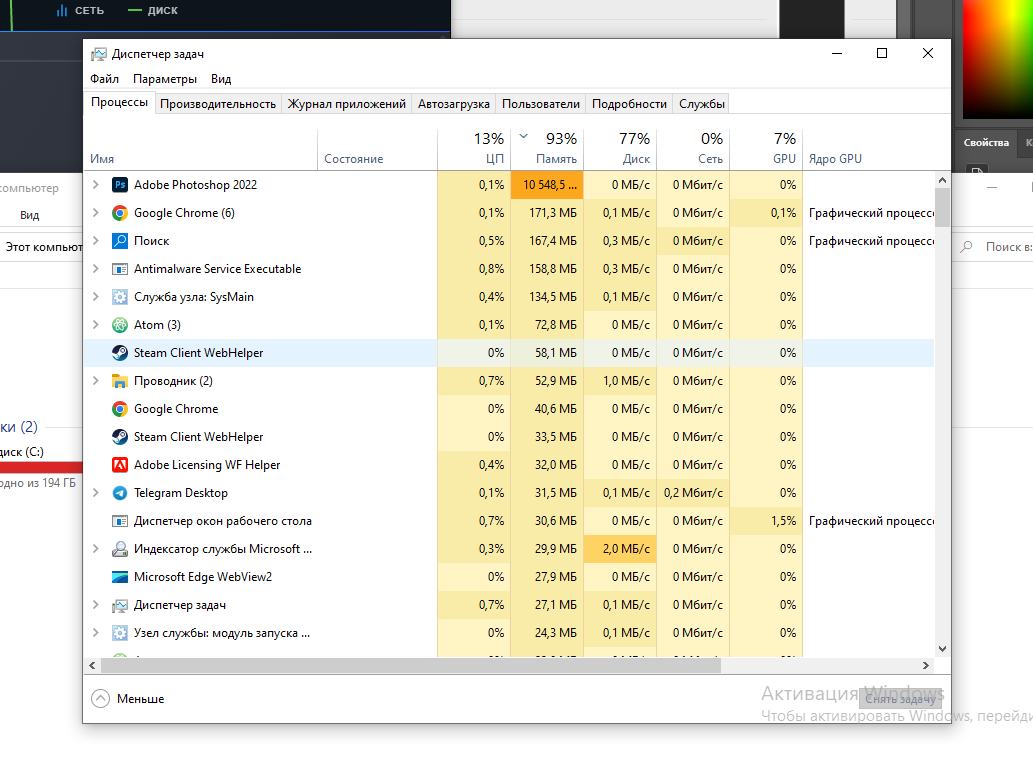 СЕТЬ ДИСК
Диспетчер задач
Файл Параметры Вид
Процессы Производительность Журнал приложений Автозагрузка Пользователи Подробности Службы
13% 93% 77% 0% 7%
Имя Состояние ЦП Память Диск Сеть GPU Ядро GPU
Adobe Photoshop 2022 0,1% 10 548,5 ... 0 МБ/с 0 Мбит/с 0%
Google Chrome (6) 0,1% 171,3 МБ 0,1 МБ/с 0 Мбит/с 0,1% Графический процессо
Поиск 0,5% 167,4 МБ 0,3 МБ/с 0 Мбит/с 0% Графический процессо
Antimalware Service Executable 0,8% 158,8 МБ 0,3 МБ/с 0 Мбит/с 0%
Служба узла: SysMain 0,4% 134,5 МБ 0,1 МБ/с 0 Мбит/с 0%
Atom (3) 0,1% 72,8 МБ 0 МБ/с 0 Мбит/с 0%
Steam Client WebHelper 0% 58,1 МБ 0 МБ/с 0 Мбит/с 0%
Проводник (2) 0,7% 52,9 МБ 1,0 МБ/с 0 Мбит/с 0%
Google Chrome 0% 40,6 МБ 0 МБ/с 0 Мбит/с 0%
Steam Client WebHelper 0% 33,5 МБ 0 МБ/с 0 Мбит/с 0%
Adobe Licensing WF Helper 0,4% 32,0 МБ 0 МБ/с 0 Мбит/с 0%
Telegram Desktop 0,1% 31,5 МБ 0,1 МБ/с 0,2 Мбит/с 0%
Диспетчер окон рабочего стола 0,7% 30,6 МБ 0 МБ/с 0 Мбит/с 1,5% Графический процессо
Индексатор службы Microsoft ... 0,3% 29,9 МБ 2,0 МБ/с 0 Мбит/с 0%
Microsoft Edge WebView2 0% 27,9 МБ 0 МБ/с 0 Мбит/с 0%
Диспетчер задач 0,7% 27,1 МБ 0,1 МБ/с 0 Мбит/с 0%
Узел службы: модуль запуска ... 0% 24,3 МБ 0,1 МБ/с 0 Мбит/с 0%
Меньше
Снять задачу
Активация Windows
Чтобы активировать Windows, перейди
компьютер
Вид
Этот компьют
ки (2)
диск (C:)
одно из 194 ГБ
Свойства К
Поиск в:
Ps